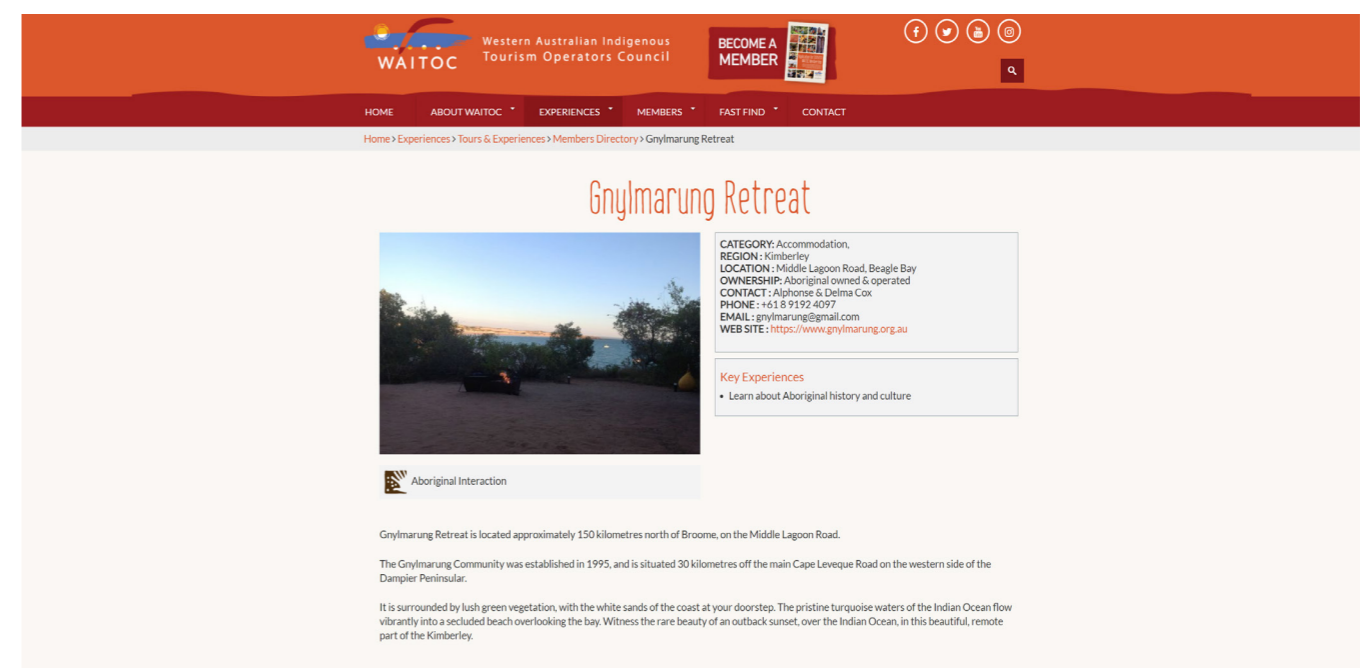 WAITOC
Western Australian Indigenous
Tourism Operators Council
BECOME A
MEMBER
HOME
ABOUT WAITOC
EXPERIENCES
MEMBERS
FAST FIND
CONTACT
Home > Experiences > Tours & Experiences > Members Directory > Gnylmarung Retreat
Gnylmarung Retreat
CATEGORY: Accommodation,
REGION : Kimberley
LOCATION : Middle Lagoon Road, Beagle Bay
OWNERSHIP: Aboriginal owned & operated
CONTACT : Alphonse & Delma Cox
PHONE : +61 8 9192 4097
EMAIL : gnylmarung@gmail.com
WEB SITE : https://www.gnylmarung.org.au
Key Experiences
• Learn about Aboriginal history and culture
Aboriginal Interaction
Gnylmarung Retreat is located approximately 150 kilometres north of Broome, on the Middle Lagoon Road.
The Gnylmarung Community was established in 1995, and is situated 30 kilometres off the main Cape Leveque Road on the western side of the
Dampier Peninsular.
It is surrounded by lush green vegetation, with the white sands of the coast at your doorstep. The pristine turquoise waters of the Indian Ocean flow
vibrantly into a secluded beach overlooking the bay. Witness the rare beauty of an outback sunset, over the Indian Ocean, in this beautiful, remote
part of the Kimberley.